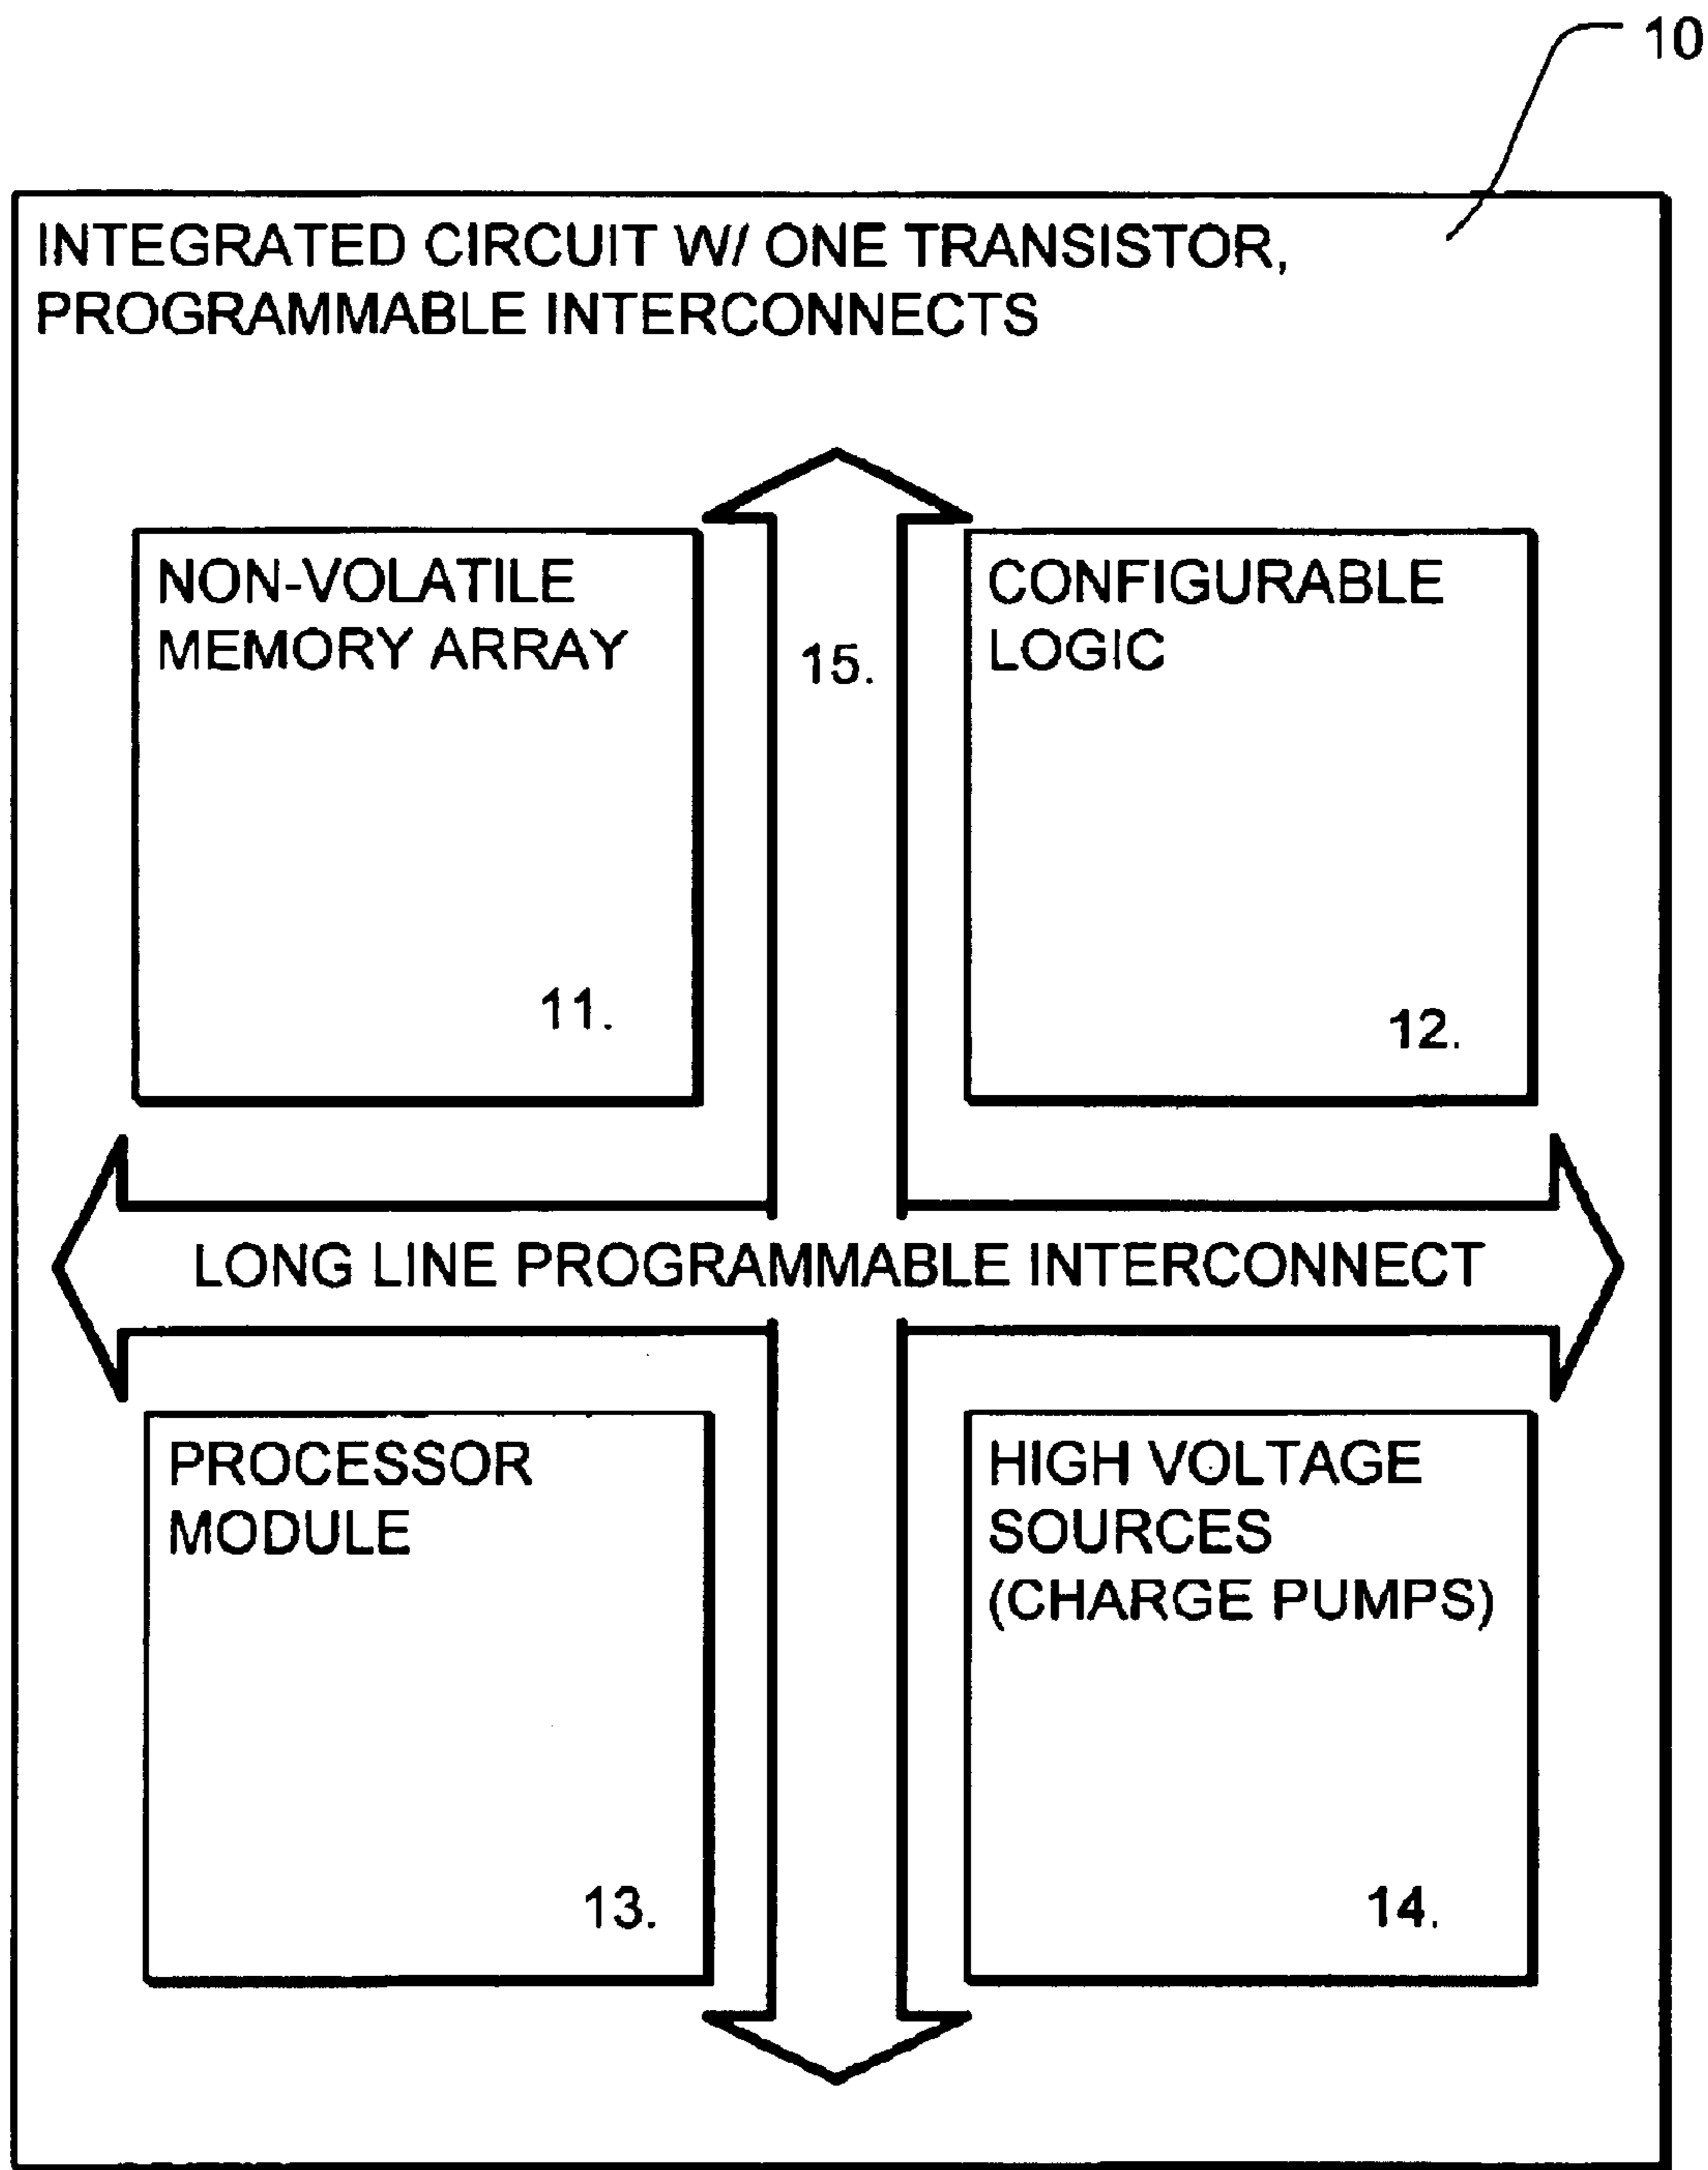 10
INTEGRATED CIRCUIT W/ ONE TRANSISTOR,
PROGRAMMABLE INTERCONNECTS
NON-VOLATILE
MEMORY ARRAY
11.
15.
CONFIGURABLE
LOGIC
12.
LONG LINE PROGRAMMABLE INTERCONNECT
PROCESSOR
MODULE
13.
HIGH VOLTAGE
SOURCES
(CHARGE PUMPS)
14.